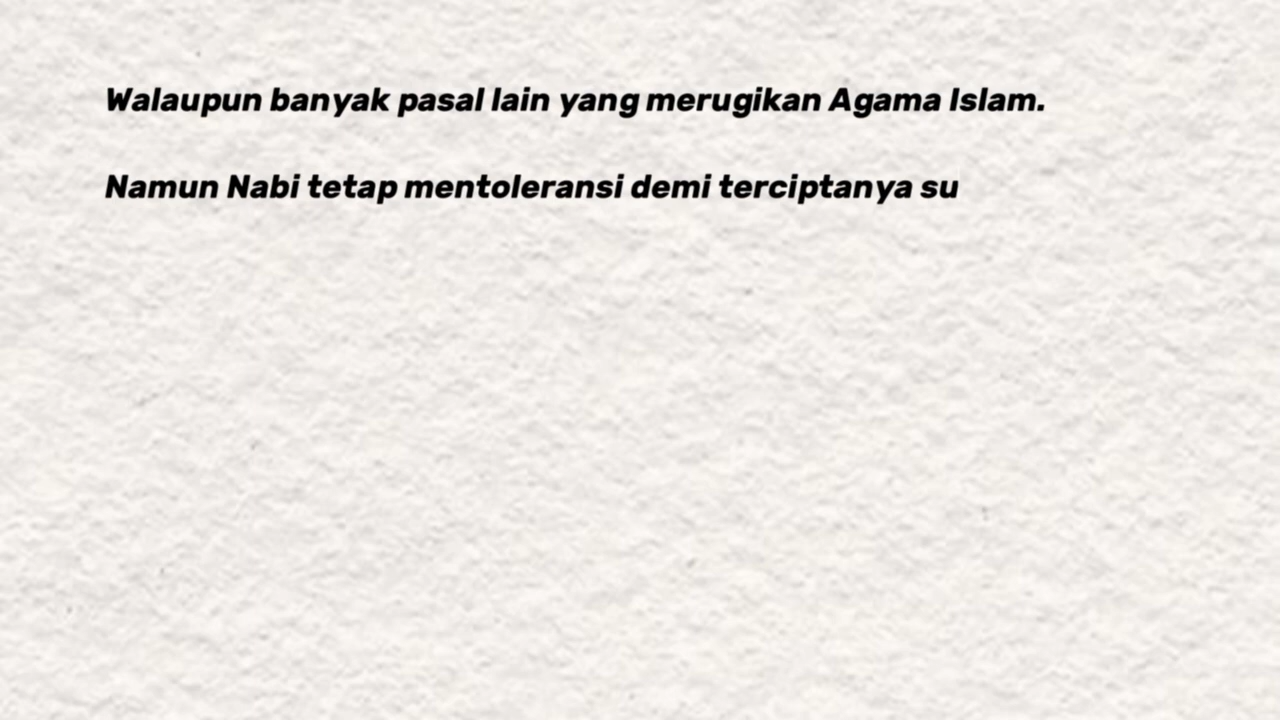 Walaupun banyak pasal lain yang merugikan Agama Islam.
Namun Nabi tetap mentoleransi demi terciptanya su